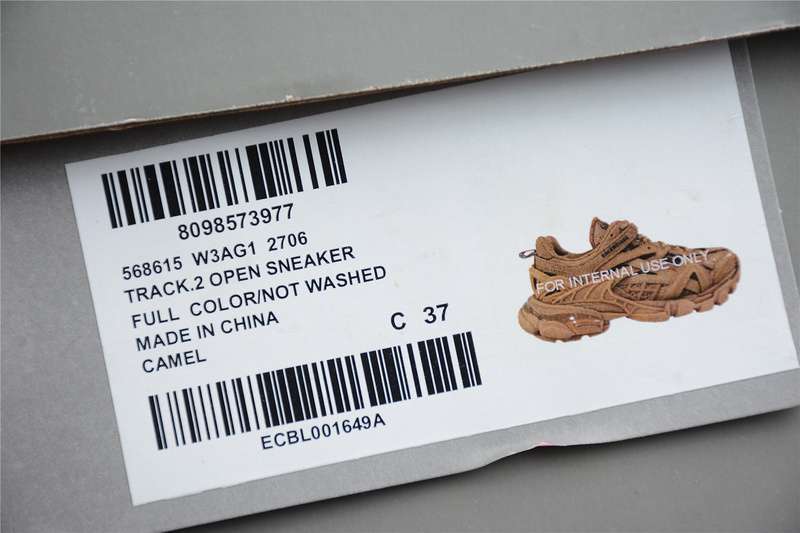 8098573977
568615 W3AG1 2706
TRACK.2 OPEN SNEAKER
FULL COLOR/NOT WASHED
MADE IN CHINA
CAMEL
C 37
ECBL001649A
FOR INTERNAL USE ONLY